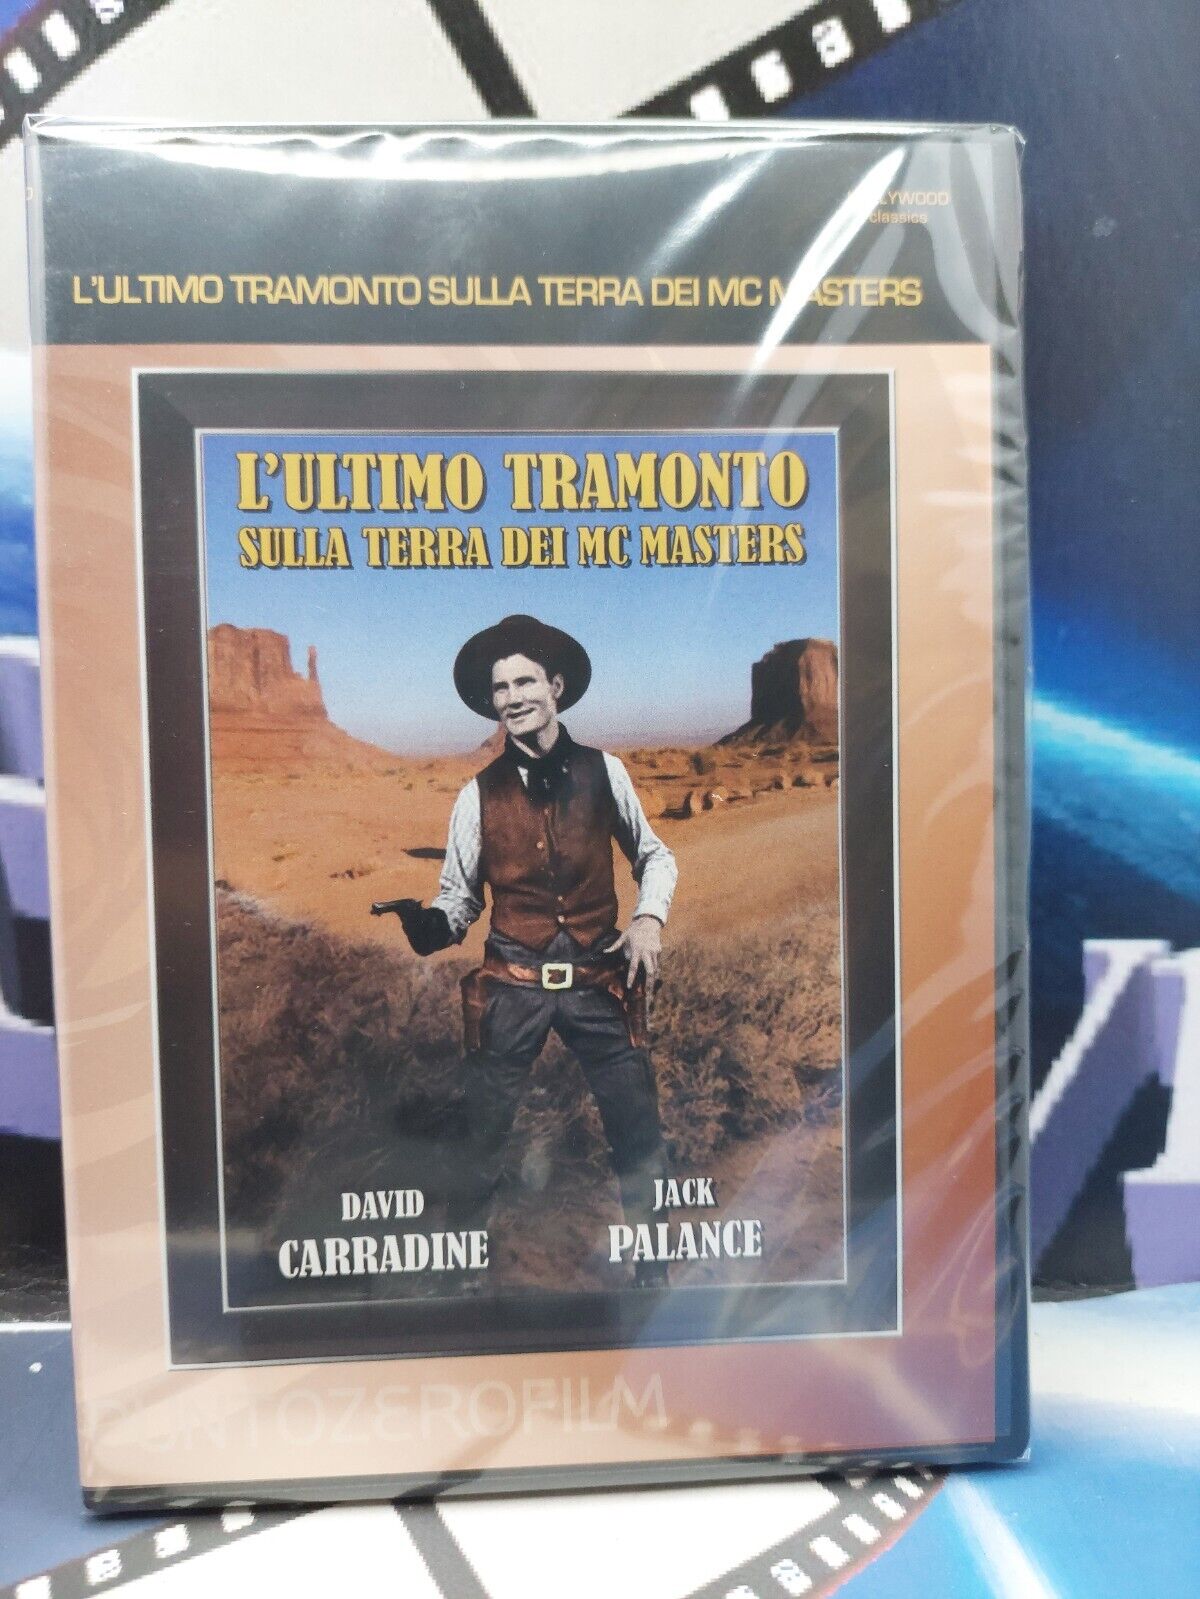 classics
L'ULTIMO TRAMONTO SULLA TERRA DEI MC MASTERS
L'ULTIMO TRAMONTO
SULLA TERRA DEI MC MASTERS
DAVID
CARRADINE
JACK
PALANCE
PUNTOZEROFILM